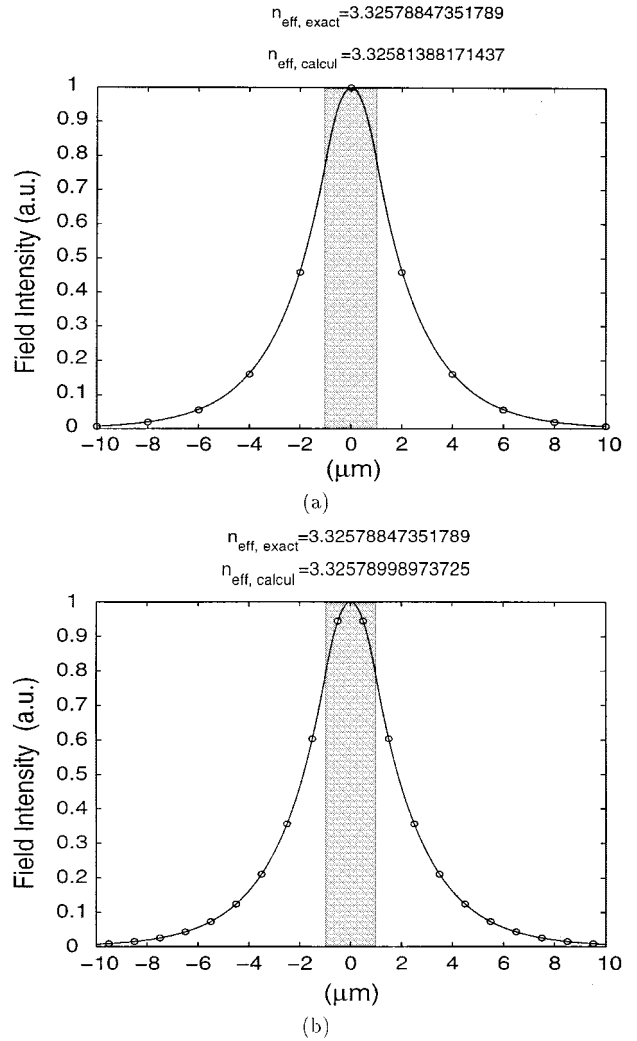 n_eff, exact=3.32578847351789
n_eff, calcul=3.32581388171437
1
0.9
0.8
0.7
0.6
0.5
0.4
0.3
0.2
0.1
0
Field Intensity (a.u.)
−10 −8 −6 −4 −2 0 2 4 6 8 10
(μm)
(a)
n_eff, exact=3.32578847351789
n_eff, calcul=3.32578998973725
1
0.9
0.8
0.7
0.6
0.5
0.4
0.3
0.2
0.1
0
Field Intensity (a.u.)
−10 −8 −6 −4 −2 0 2 4 6 8 10
(μm)
(b)